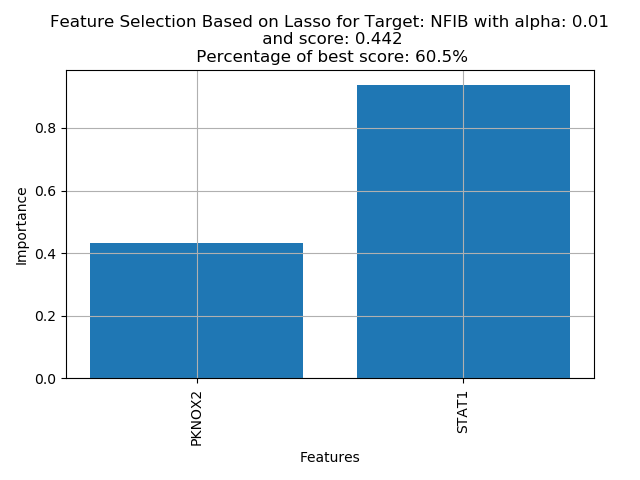 Feature Selection Based on Lasso for Target: NFIB with alpha: 0.01
and score: 0.442
Percentage of best score: 60.5%
Importance
0.8
0.6
0.4
0.2
0.0
PKNOX2
STAT1
Features